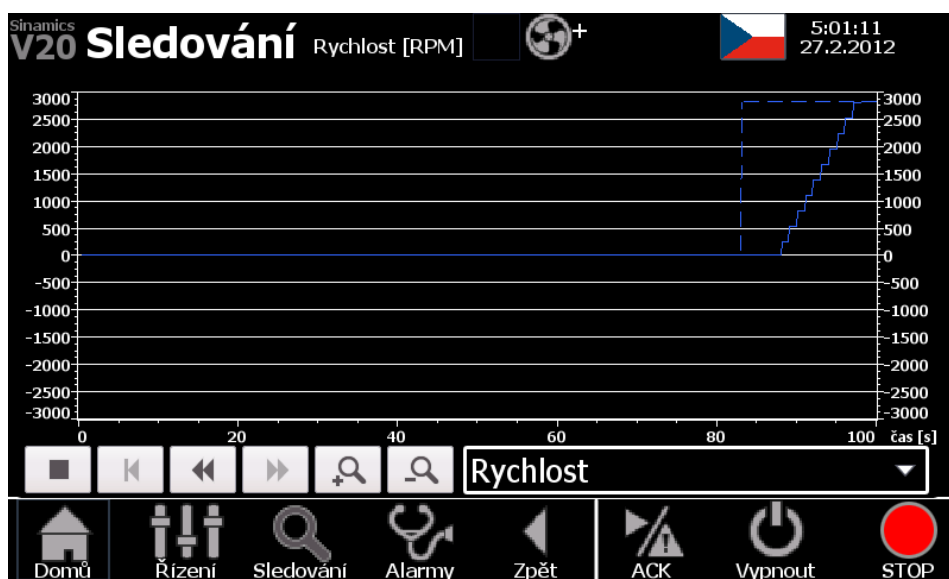 Sinamics
V20 Sledování Rychlost [RPM] + 5:01:11
27.2.2012
3000 3000
2500 2500
2000 2000
1500 1500
1000 1000
500 500
0 0
-500 -500
-1000 -1000
-1500 -1500
-2000 -2000
-2500 -2500
-3000 -3000
0 20 40 60 80 100 čas [s]
Rychlost
Domů Řízení Sledování Alarmy Zpět ACK Vypnout STOP